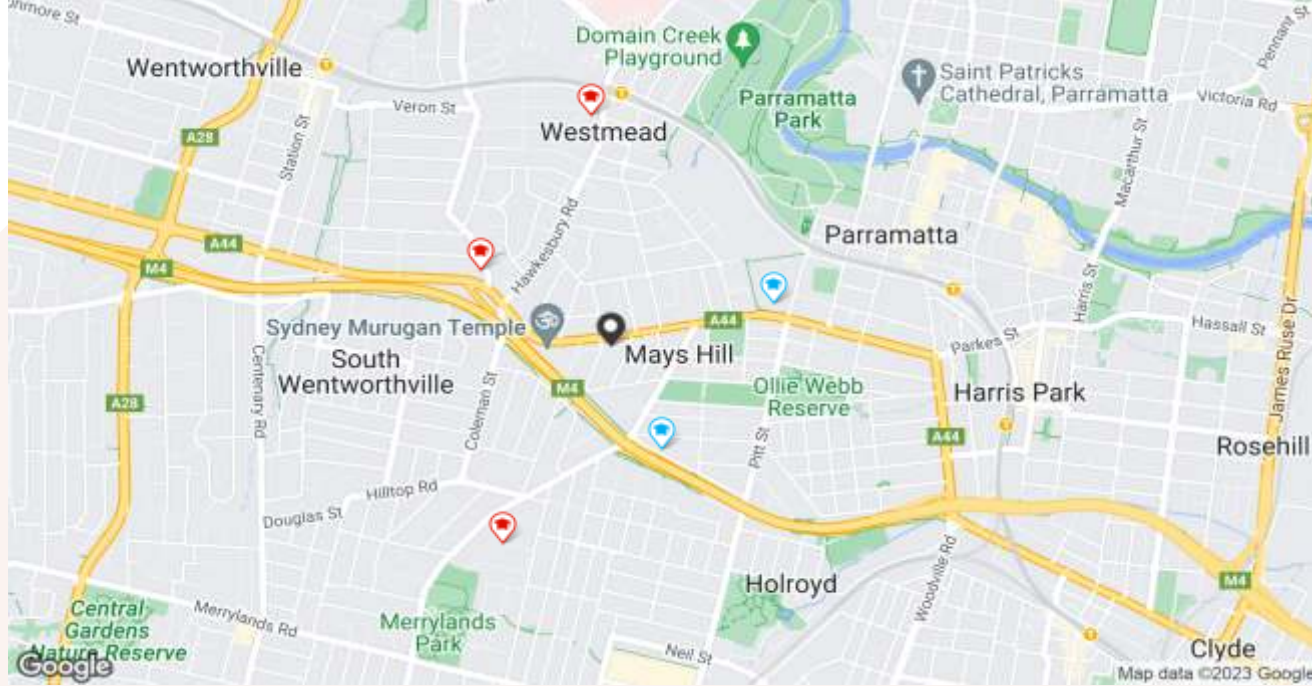 onmore St
Wentworthville
Domain Creek
Playground
Saint Patricks
Cathedral, Parramatta
Pennant St
Victoria Rd
Veron St
Westmead
Parramatta
Park
A28
Station St
Macarthur St
Hawkesbury Rd
Parramatta
A44
M4
Harris St
Sydney Murugan Temple
A44
Hassall St
James Ruse Dr
Parkes St
Mays Hill
South
Wentworthville
Centenary Rd
Coleman St
M4
Ollie Webb
Reserve
Harris Park
A28
A44
Pitt St
Rosehill
Hilltop Rd
Douglas St
Woodville Rd
Holroyd
M4
Central
Gardens
Nature Reserve
Merrylands Rd
Merrylands
Park
Neil St
Clyde
Google
Map data ©2023 Google